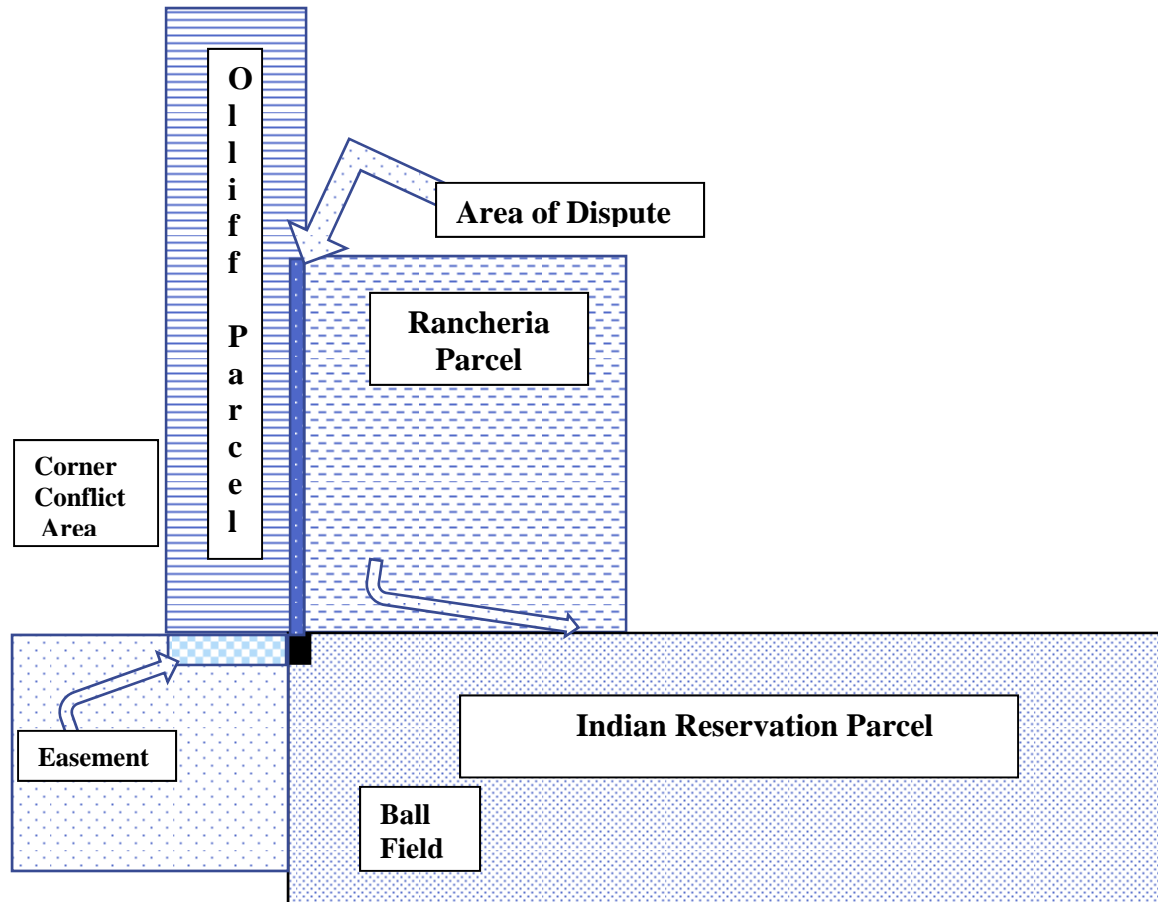 Olliff Parcel
Area of Dispute
Rancheria
Parcel
Corner
Conflict
Area
Indian Reservation Parcel
Easement
Ball
Field